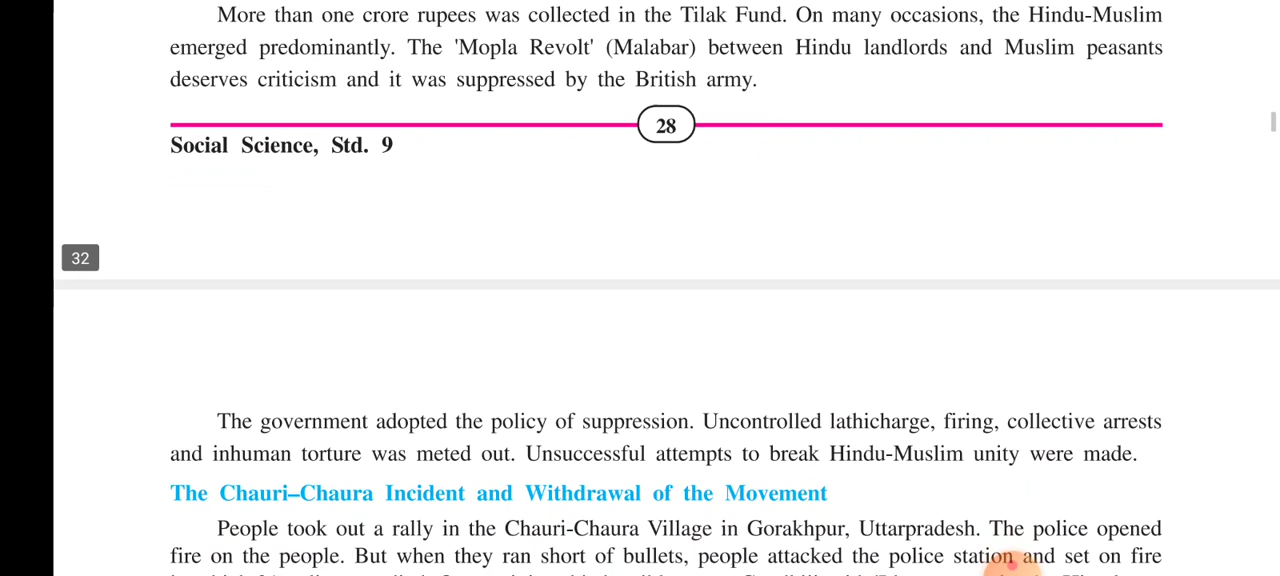 More than one crore rupees was collected in the Tilak Fund. On many occasions, the Hindu-Muslim
emerged predominantly. The 'Mopla Revolt' (Malabar) between Hindu landlords and Muslim peasants
deserves criticism and it was suppressed by the British army.
28
Social Science, Std. 9
32
The government adopted the policy of suppression. Uncontrolled lathicharge, firing, collective arrests
and inhuman torture was meted out. Unsuccessful attempts to break Hindu-Muslim unity were made.
The Chauri–Chaura Incident and Withdrawal of the Movement
People took out a rally in the Chauri-Chaura Village in Gorakhpur, Uttarpradesh. The police opened
fire on the people. But when they ran short of bullets, people attacked the police station and set on fire